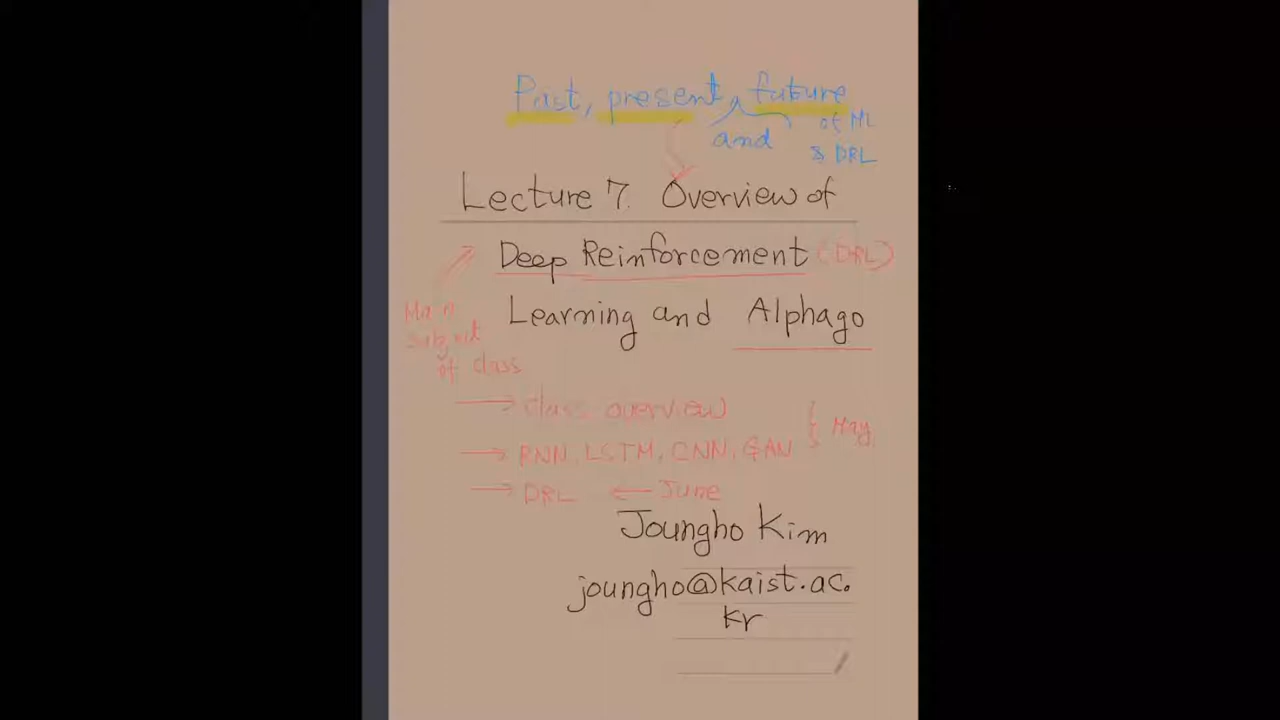 Past, present, future
and
of ML
& DRL
Lecture 7. Overview of
Deep Reinforcement (DRL)
Learning and Alphago
Main
subject
of class
→ class overview
→ RNN, LSTM, CNN, GAN } May
→ DRL ← June
Joungho Kim
joungho@kaist.ac.
kr